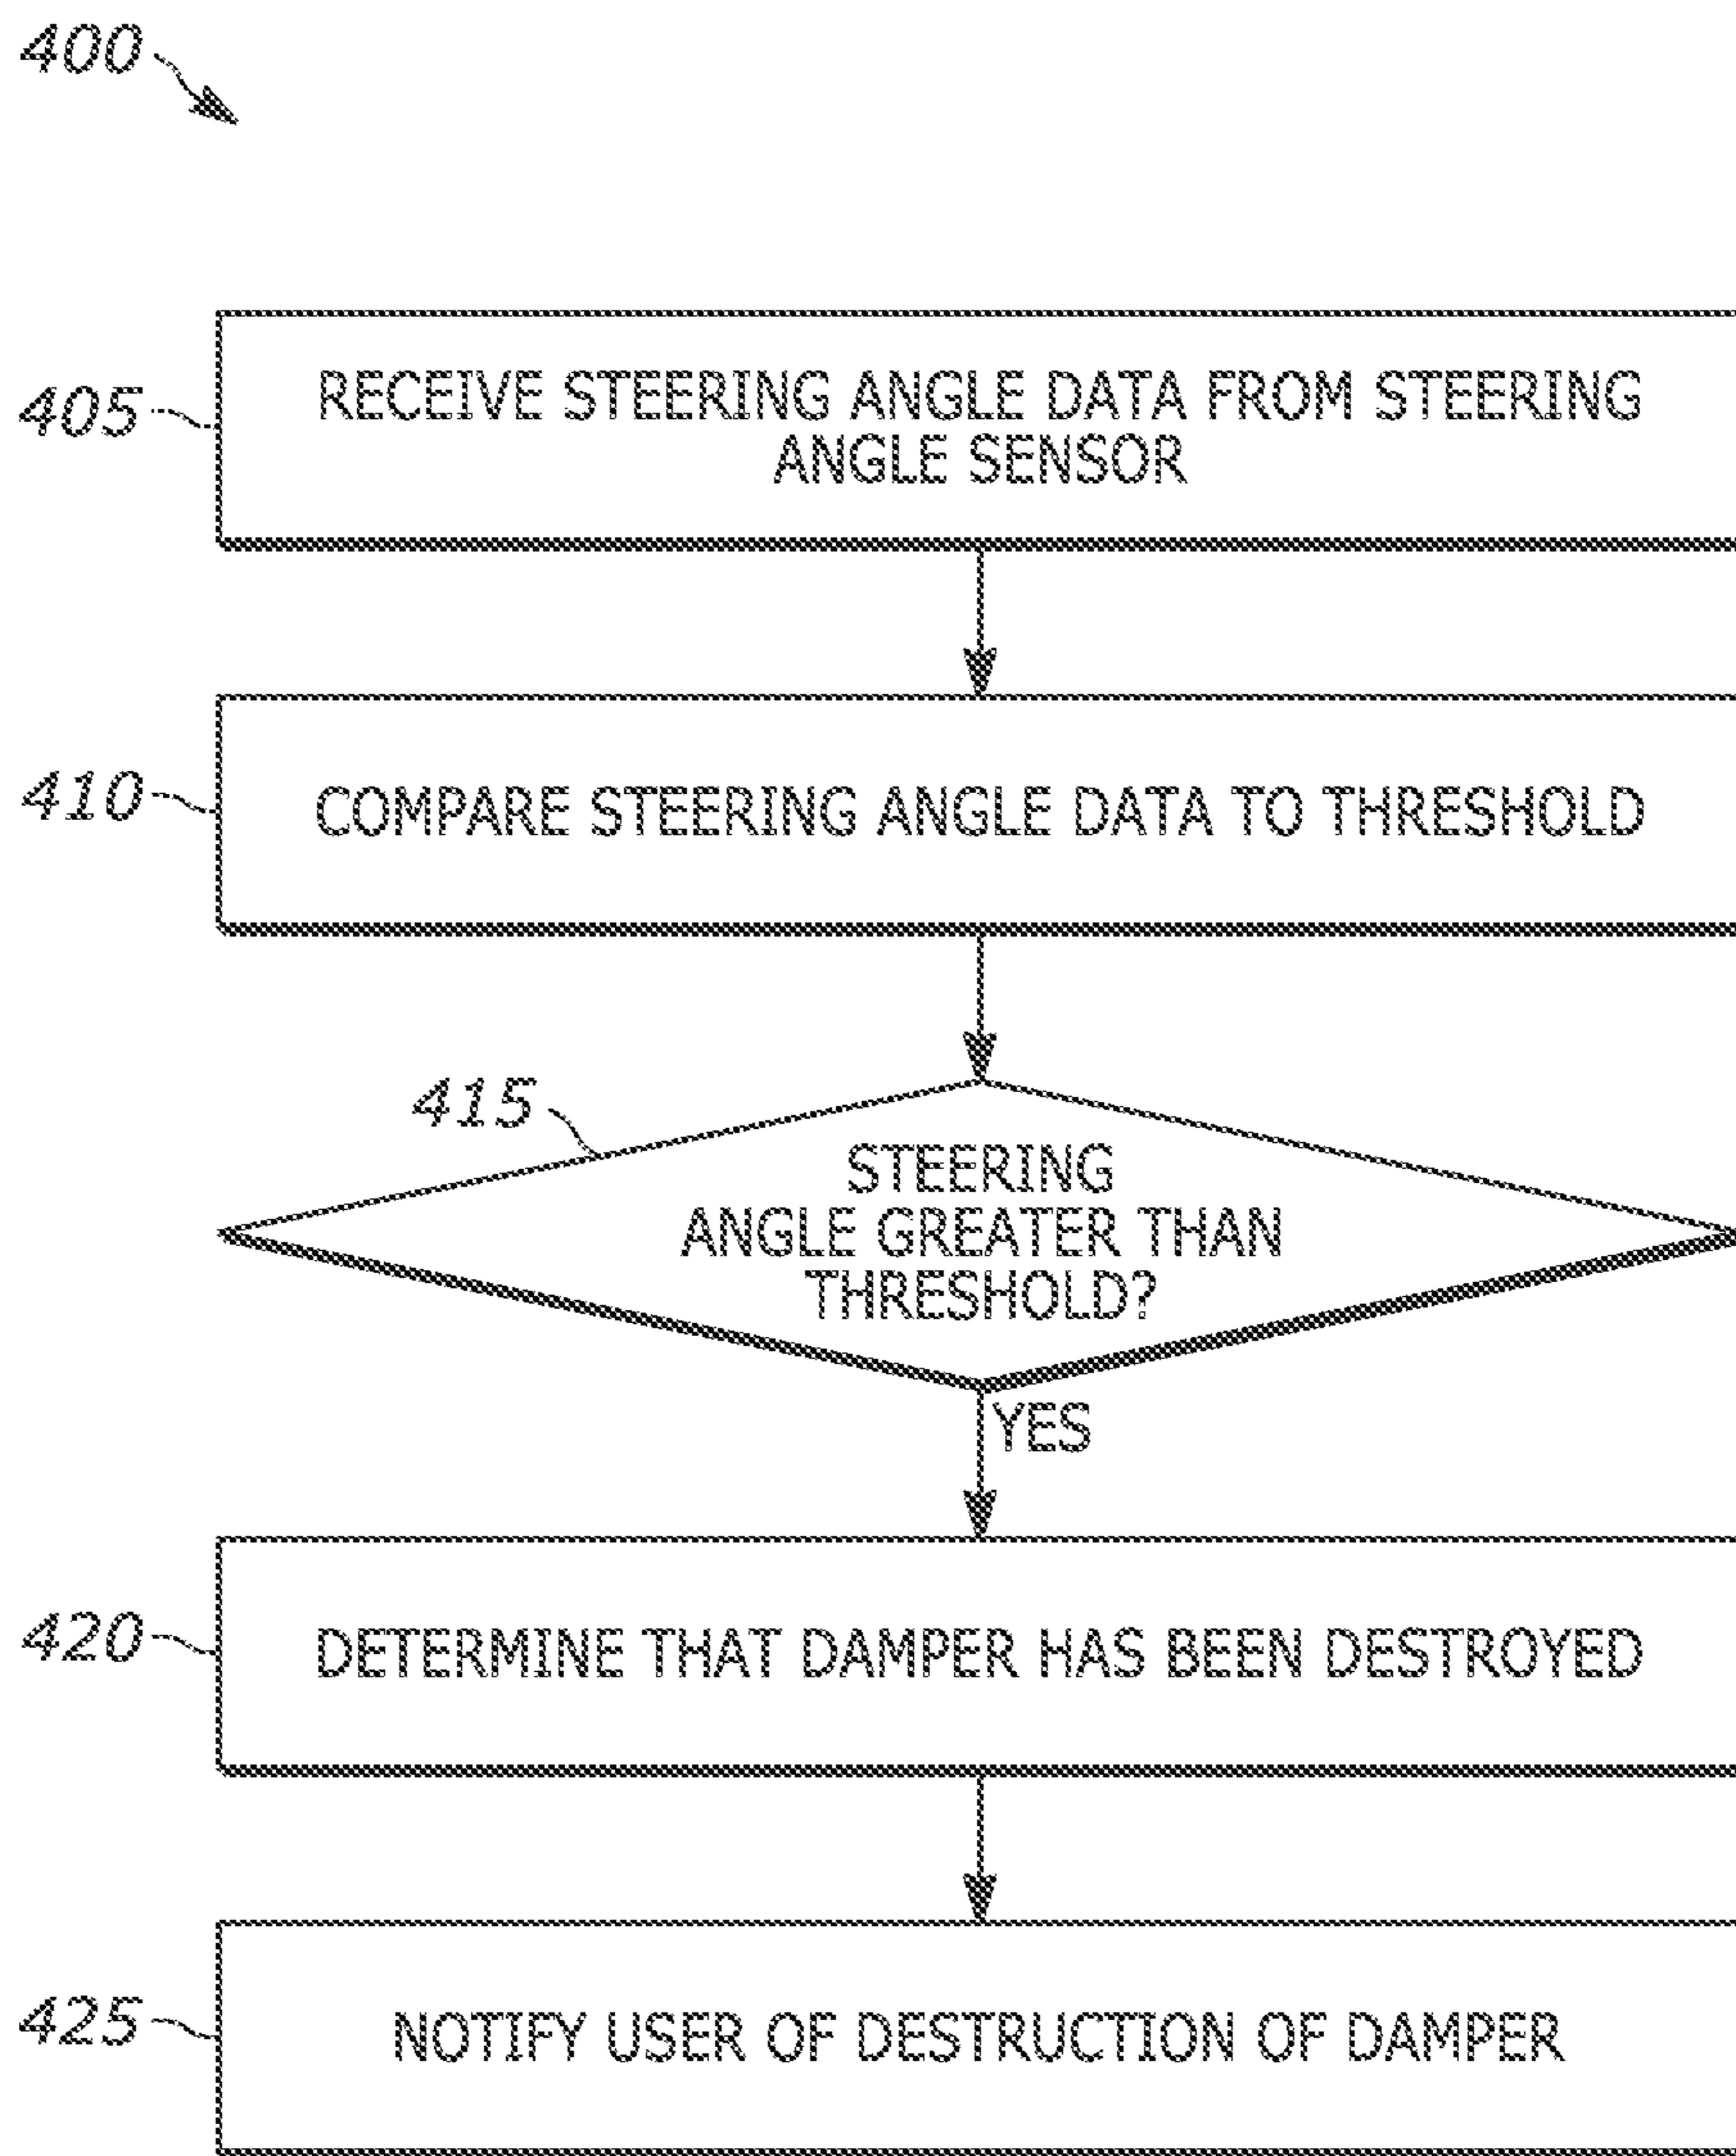 400
405
RECEIVE STEERING ANGLE DATA FROM STEERING
ANGLE SENSOR
410
COMPARE STEERING ANGLE DATA TO THRESHOLD
415
STEERING
ANGLE GREATER THAN
THRESHOLD?
YES
420
DETERMINE THAT DAMPER HAS BEEN DESTROYED
425
NOTIFY USER OF DESTRUCTION OF DAMPER